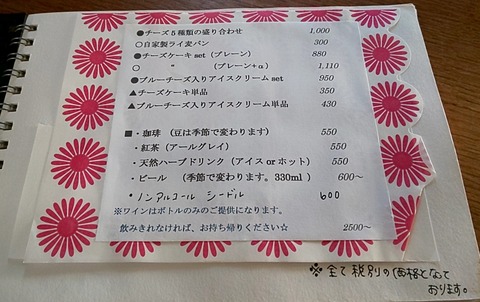 ●チーズ5種類の盛り合わせ 1,000
○自家製ライ麦パン 300
●チーズケーキ set (プレーン) 880
○ 〃 (プレーン+α) 1,110
●ブルーチーズ入りアイスクリーム set 950
▲チーズケーキ単品 350
▲ブルーチーズ入りアイスクリーム単品 430
■・珈琲 (豆は季節で変わります) 550
・紅茶 (アールグレイ) 550
・天然ハーブドリンク (アイス or ホット) 550
・ビール (季節で変わります。330ml ) 600～
・ノンアルコール シードル 600
※ワインはボトルのみのご提供になります。
飲みきれなければ、お持ち帰りください☆ 2500～
※全て税別の価格となって
おります。